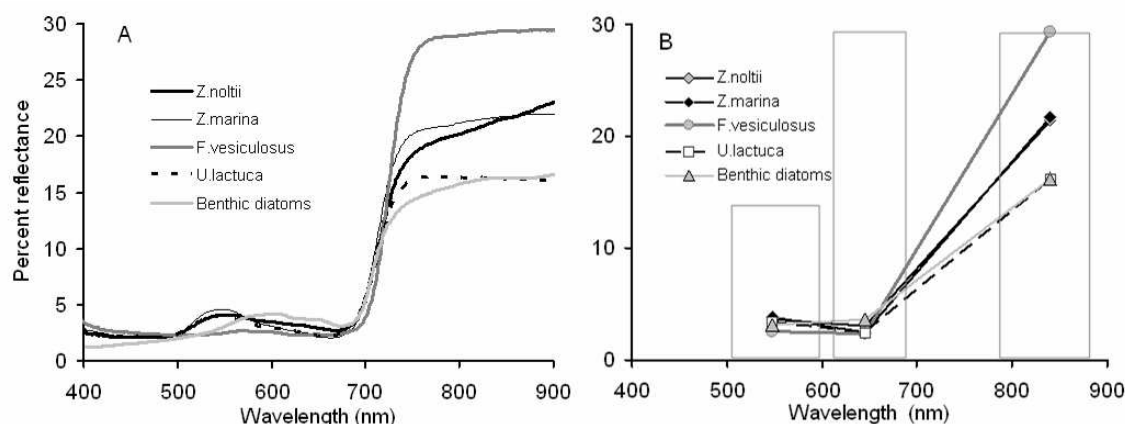 30
25
20
15
10
5
0
Percent reflectance
A
Z.noltii
Z.marina
F.vesiculosus
U.lactuca
Benthic diatoms
400 500 600 700 800 900
Wavelength (nm)
30
20
10
0
B
Z.noltii
Z.marina
F.vesiculosus
U.lactuca
Benthic diatoms
400 500 600 700 800 900
Wavelength (nm)